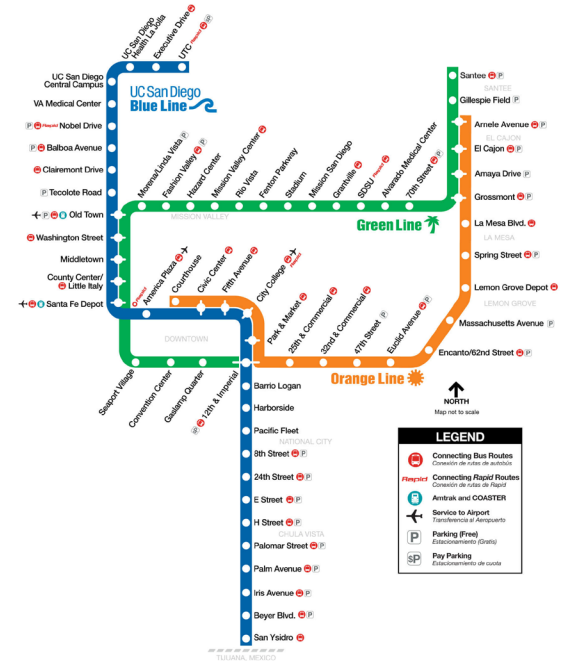 UC San Diego
Health La Jolla
Executive Drive
UTC Rapid $P
UC San Diego
Central Campus
UC San Diego
Blue Line
VA Medical Center
P Rapid Nobel Drive
P Balboa Avenue
Clairemont Drive
P Tecolote Road
P Old Town
Washington Street
Middletown
County Center/
Little Italy
Santa Fe Depot
Morena/Linda Vista P
Fashion Valley P
Hazard Center
Mission Valley Center
Rio Vista
Fenton Parkway
Stadium
Mission San Diego
Grantville
SDSU Rapid
Alvarado Medical Center
70th Street P
MISSION VALLEY
Green Line
Santee P
SANTEE
Gillespie Field P
Arnele Avenue P
EL CAJON
El Cajon P
Amaya Drive P
Grossmont P
La Mesa Blvd.
LA MESA
Spring Street P
Lemon Grove Depot
LEMON GROVE
Massachusetts Avenue P
Encanto/62nd Street P
Rapid
America Plaza
Courthouse
Civic Center
Fifth Avenue
City College Rapid
Park & Market
25th & Commercial
32nd & Commercial
47th Street P
Euclid Avenue P
Orange Line
DOWNTOWN
Seaport Village
Convention Center
Gaslamp Quarter
$P 12th & Imperial
Barrio Logan
Harborside
Pacific Fleet
NATIONAL CITY
8th Street P
24th Street P
E Street P
H Street P
CHULA VISTA
Palomar Street P
Palm Avenue P
Iris Avenue P
Beyer Blvd. P
San Ysidro
TIJUANA, MEXICO
NORTH
Map not to scale
LEGEND
Connecting Bus Routes
Conexión de rutas de autobús
Rapid Connecting Rapid Routes
Conexión de rutas de Rapid
Amtrak and COASTER
Service to Airport
Transferencia al Aeropuerto
P Parking (Free)
Estacionamiento (Gratis)
$P Pay Parking
Estacionamiento de cuota